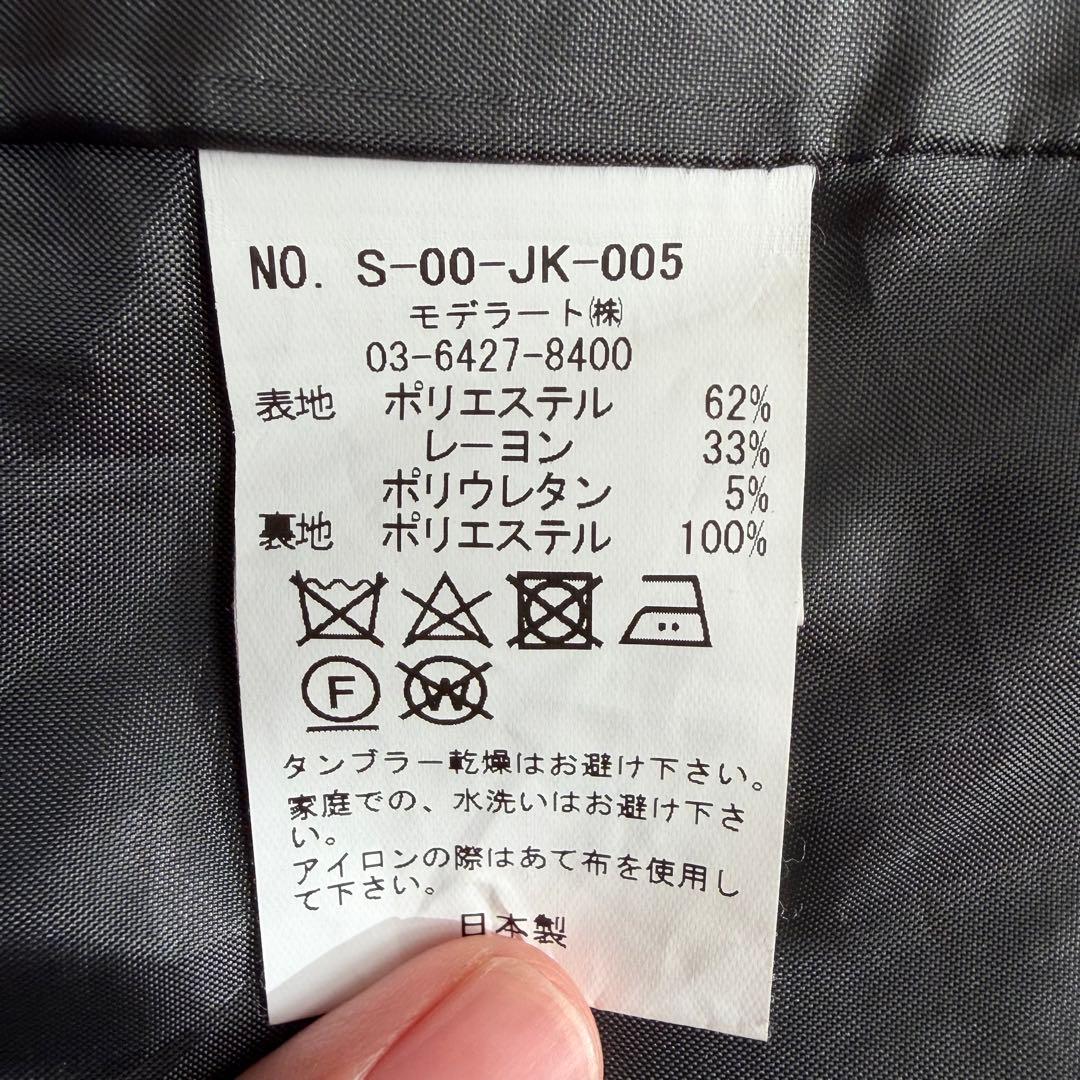 NO. S-00-JK-005
モデラート㈱
03-6427-8400
表地 ポリエステル 62%
レーヨン 33%
ポリウレタン 5%
裏地 ポリエステル 100%
F
W
タンブラー乾燥はお避け下さい。
家庭での、水洗いはお避け下さ
い。
アイロンの際はあて布を使用し
て下さい。
日本製